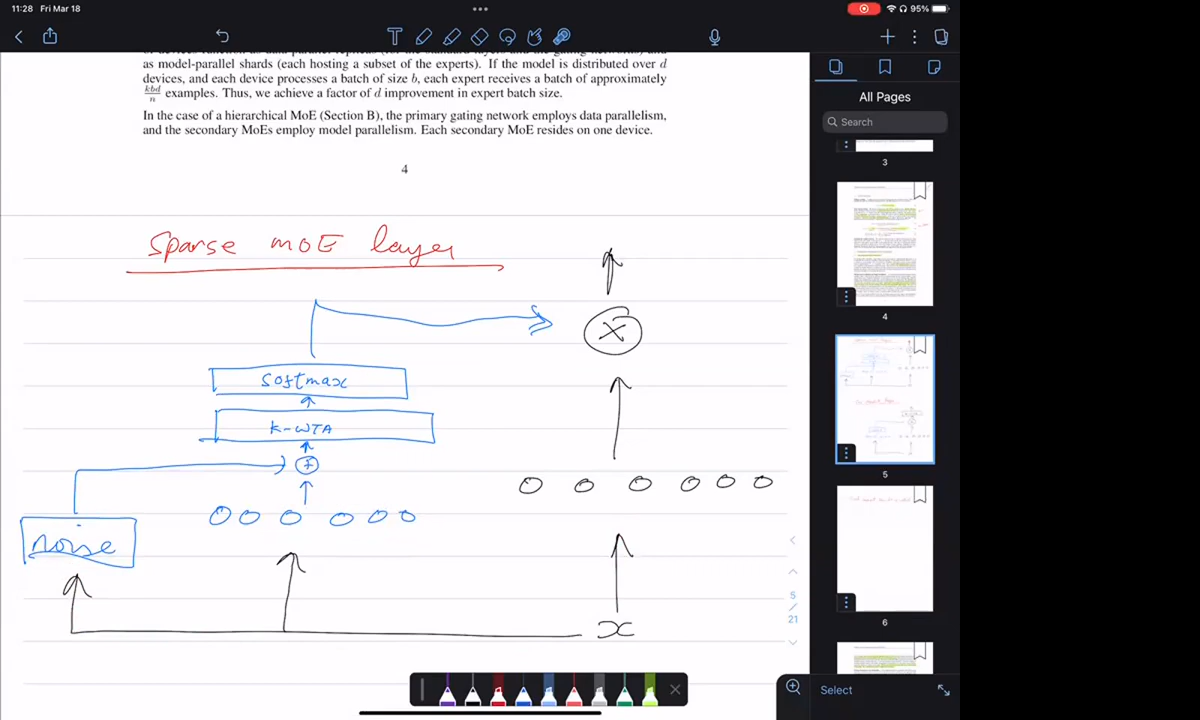 11:28 Fri Mar 18
95%
as model-parallel shards (each hosting a subset of the experts). If the model is distributed over d
devices, and each device processes a batch of size b, each expert receives a batch of approximately
kbd/n examples. Thus, we achieve a factor of d improvement in expert batch size.
In the case of a hierarchical MoE (Section B), the primary gating network employs data parallelism,
and the secondary MoEs employ model parallelism. Each secondary MoE resides on one device.
4
Sparse MOE layer
X
Softmax
k-WTA
+
noise
x
All Pages
Search
3
4
5
6
5
/
21
Select